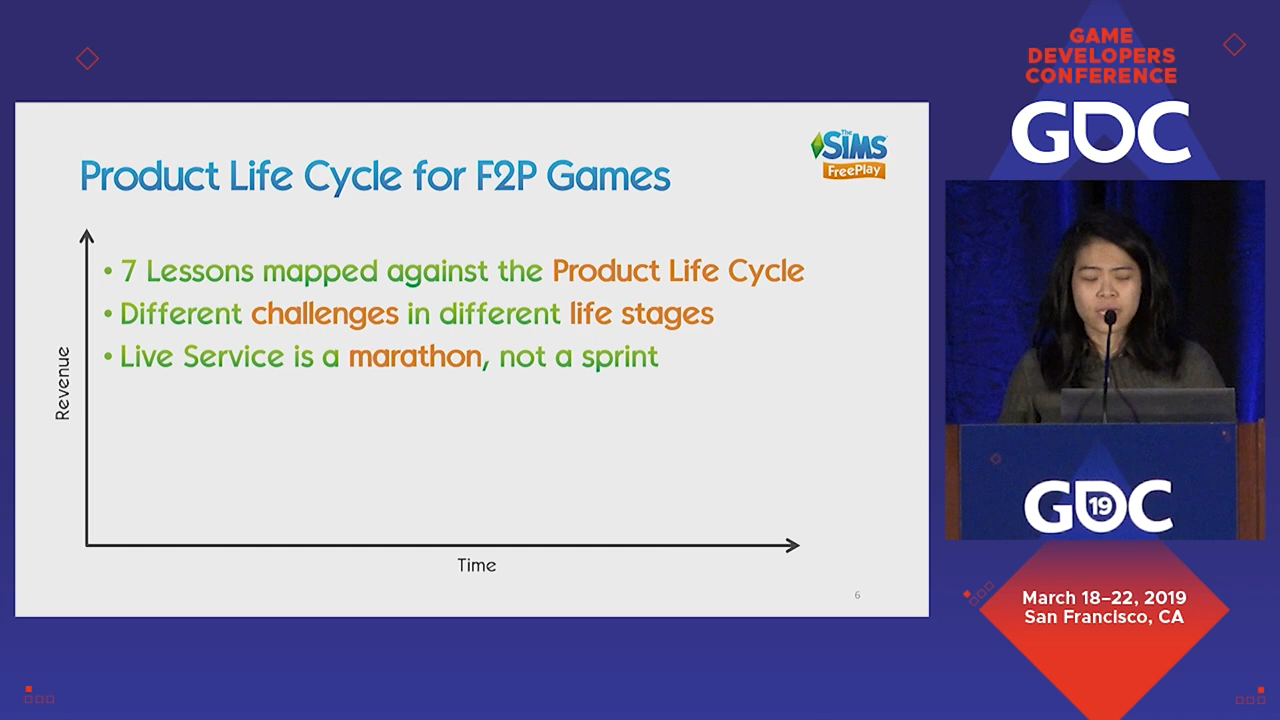 GAME
DEVELOPERS
CONFERENCE
GDC
The
SiMS
FreePlay
Product Life Cycle for F2P Games
• 7 Lessons mapped against the Product Life Cycle
• Different challenges in different life stages
• Live Service is a marathon, not a sprint
Revenue
Time
6
GDC
19
March 18–22, 2019
San Francisco, CA